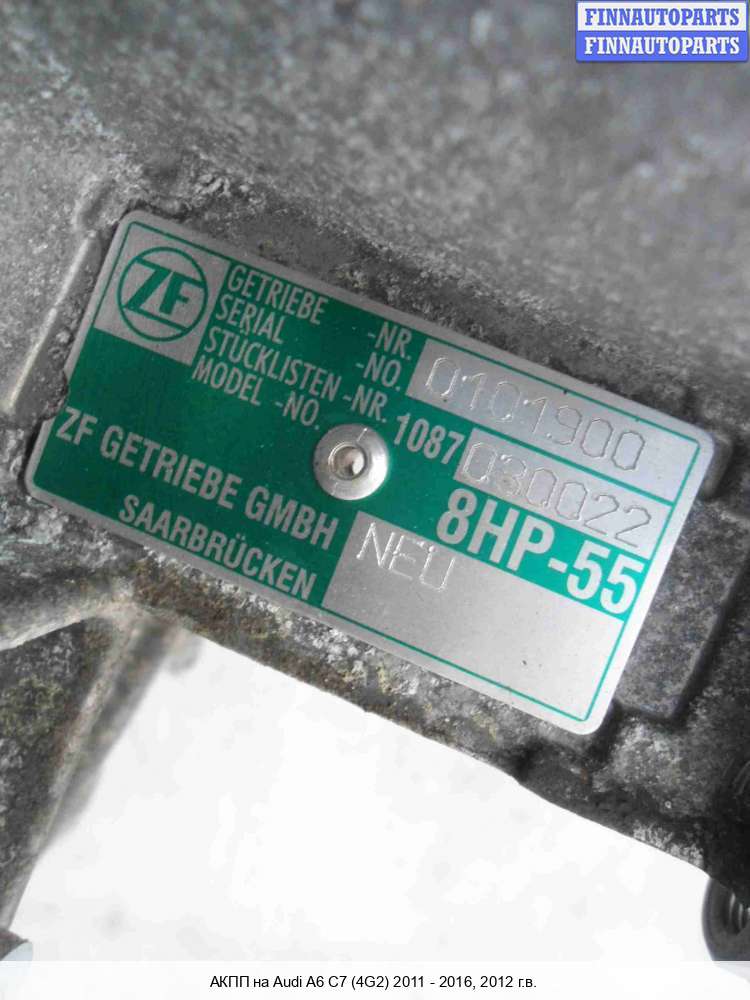 FINNAUTOPARTS
FINNAUTOPARTS
ZF
GETRIEBE -NR.
SERIAL -NO. 0101900
STÜCKLISTEN -NR. 1087 030022
MODEL -NO.
8HP-55
ZF GETRIEBE GMBH
SAARBRÜCKEN
NEU
АКПП на Audi A6 C7 (4G2) 2011 - 2016, 2012 г.в.